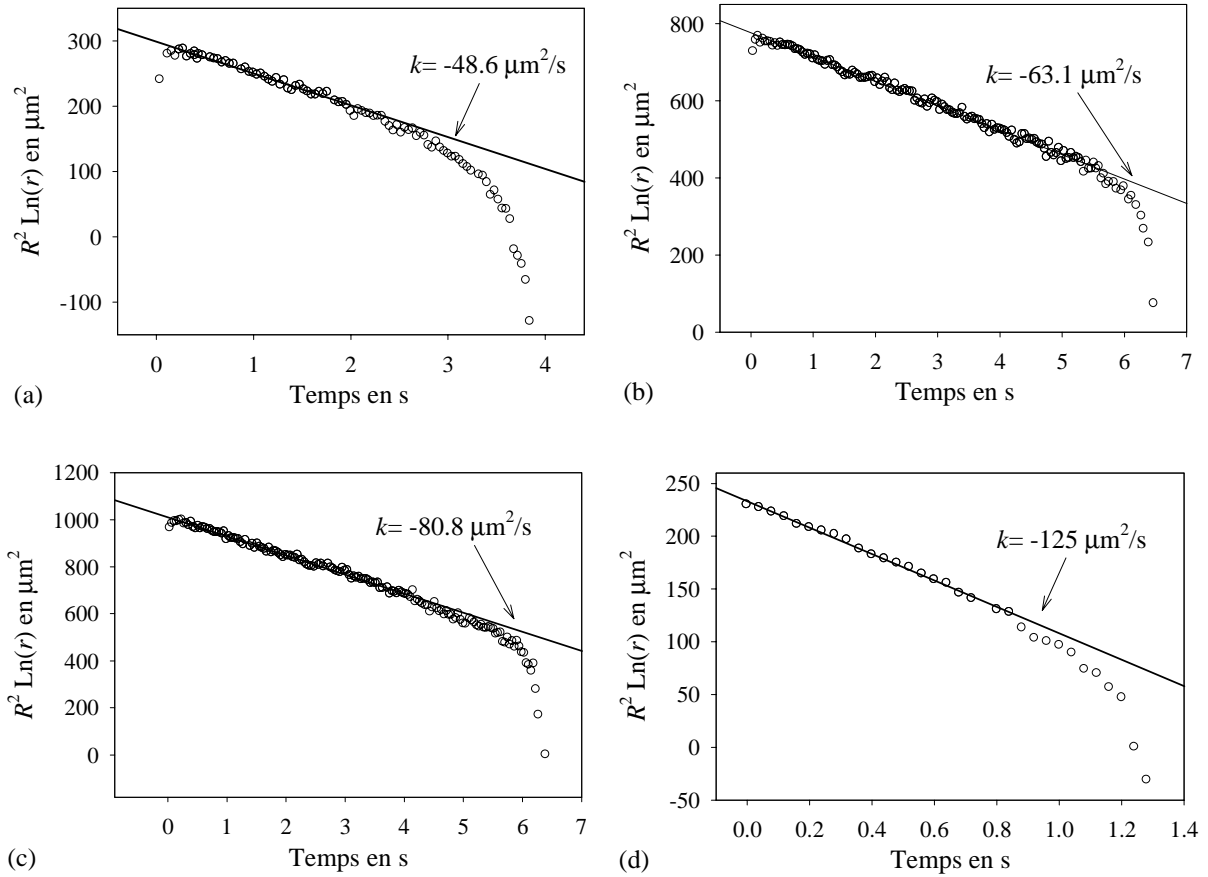 300
200
100
0
-100
R² Ln(r) en µm²
k= -48.6 µm²/s
0 1 2 3 4
Temps en s
(a)
800
600
400
200
0
R² Ln(r) en µm²
k= -63.1 µm²/s
0 1 2 3 4 5 6 7
Temps en s
(b)
1200
1000
800
600
400
200
0
R² Ln(r) en µm²
k= -80.8 µm²/s
0 1 2 3 4 5 6 7
Temps en s
(c)
250
200
150
100
50
0
-50
R² Ln(r) en µm²
k= -125 µm²/s
0.0 0.2 0.4 0.6 0.8 1.0 1.2 1.4
Temps en s
(d)